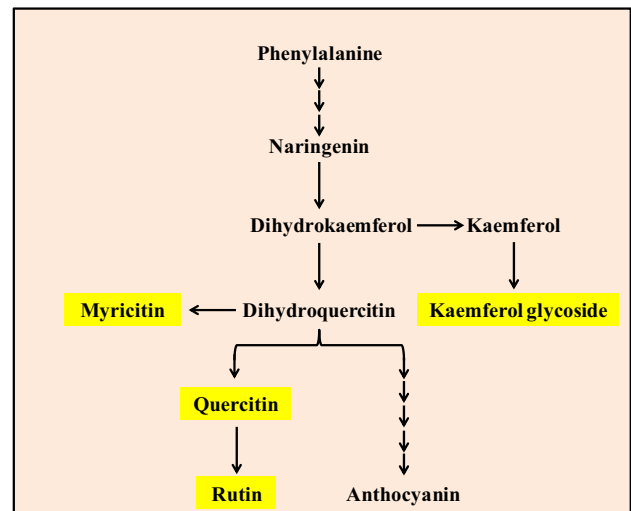 Phenylalanine
Naringenin
Dihydrokaemferol
Kaemferol
Myricitin
Dihydroquercitin
Kaemferol glycoside
Quercitin
Rutin
Anthocyanin